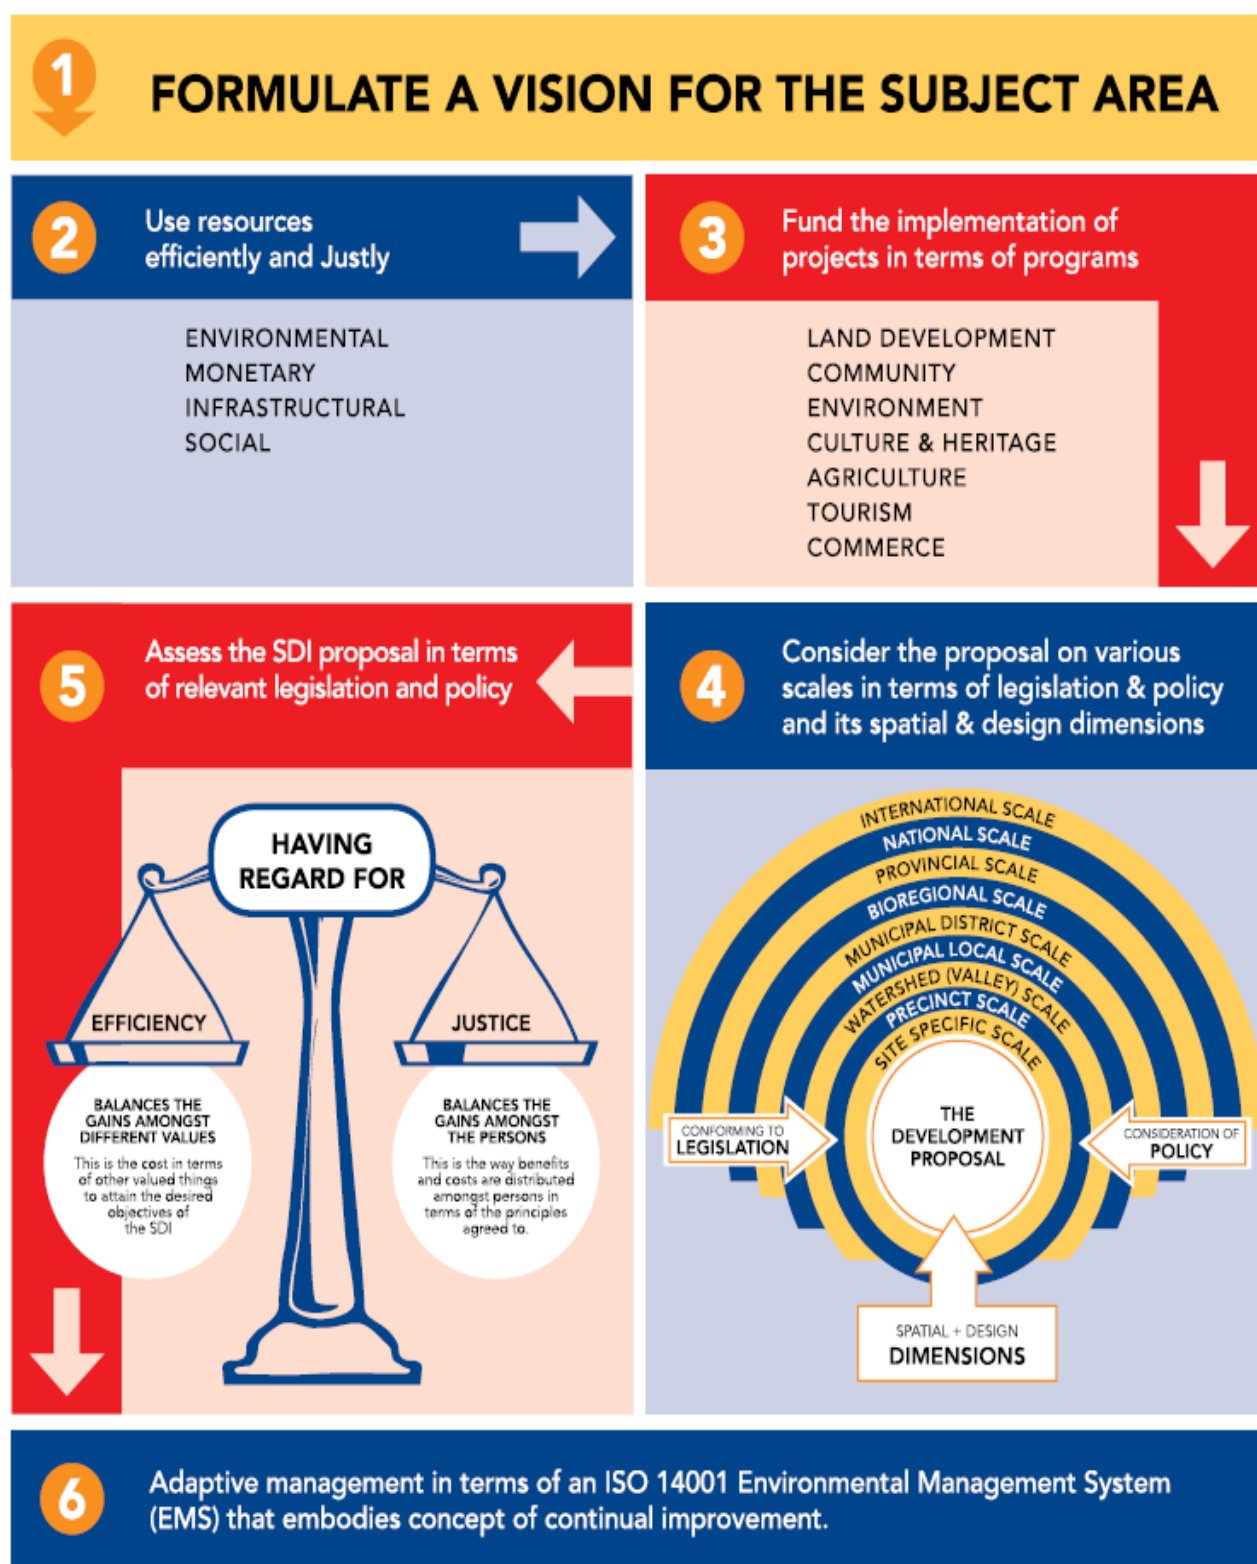 1
FORMULATE A VISION FOR THE SUBJECT AREA
2
Use resources
efficiently and Justly
ENVIRONMENTAL
MONETARY
INFRASTRUCTURAL
SOCIAL
3
Fund the implementation of
projects in terms of programs
LAND DEVELOPMENT
COMMUNITY
ENVIRONMENT
CULTURE & HERITAGE
AGRICULTURE
TOURISM
COMMERCE
4
Consider the proposal on various
scales in terms of legislation & policy
and its spatial & design dimensions
INTERNATIONAL SCALE
NATIONAL SCALE
PROVINCIAL SCALE
BIOREGIONAL SCALE
MUNICIPAL DISTRICT SCALE
MUNICIPAL LOCAL SCALE
WATERSHED (VALLEY) SCALE
PRECINCT SCALE
SITE SPECIFIC SCALE
THE
DEVELOPMENT
PROPOSAL
CONFORMING TO
LEGISLATION
CONSIDERATION OF
POLICY
SPATIAL + DESIGN
DIMENSIONS
5
Assess the SDI proposal in terms
of relevant legislation and policy
HAVING
REGARD FOR
EFFICIENCY
BALANCES THE
GAINS AMONGST
DIFFERENT VALUES
This is the cost in terms
of other valued things
to attain the desired
objectives of
the SDI
JUSTICE
BALANCES THE
GAINS AMONGST
THE PERSONS
This is the way benefits
and costs are distributed
amongst persons in
terms of the principles
agreed to.
6
Adaptive management in terms of an ISO 14001 Environmental Management System
(EMS) that embodies concept of continual improvement.